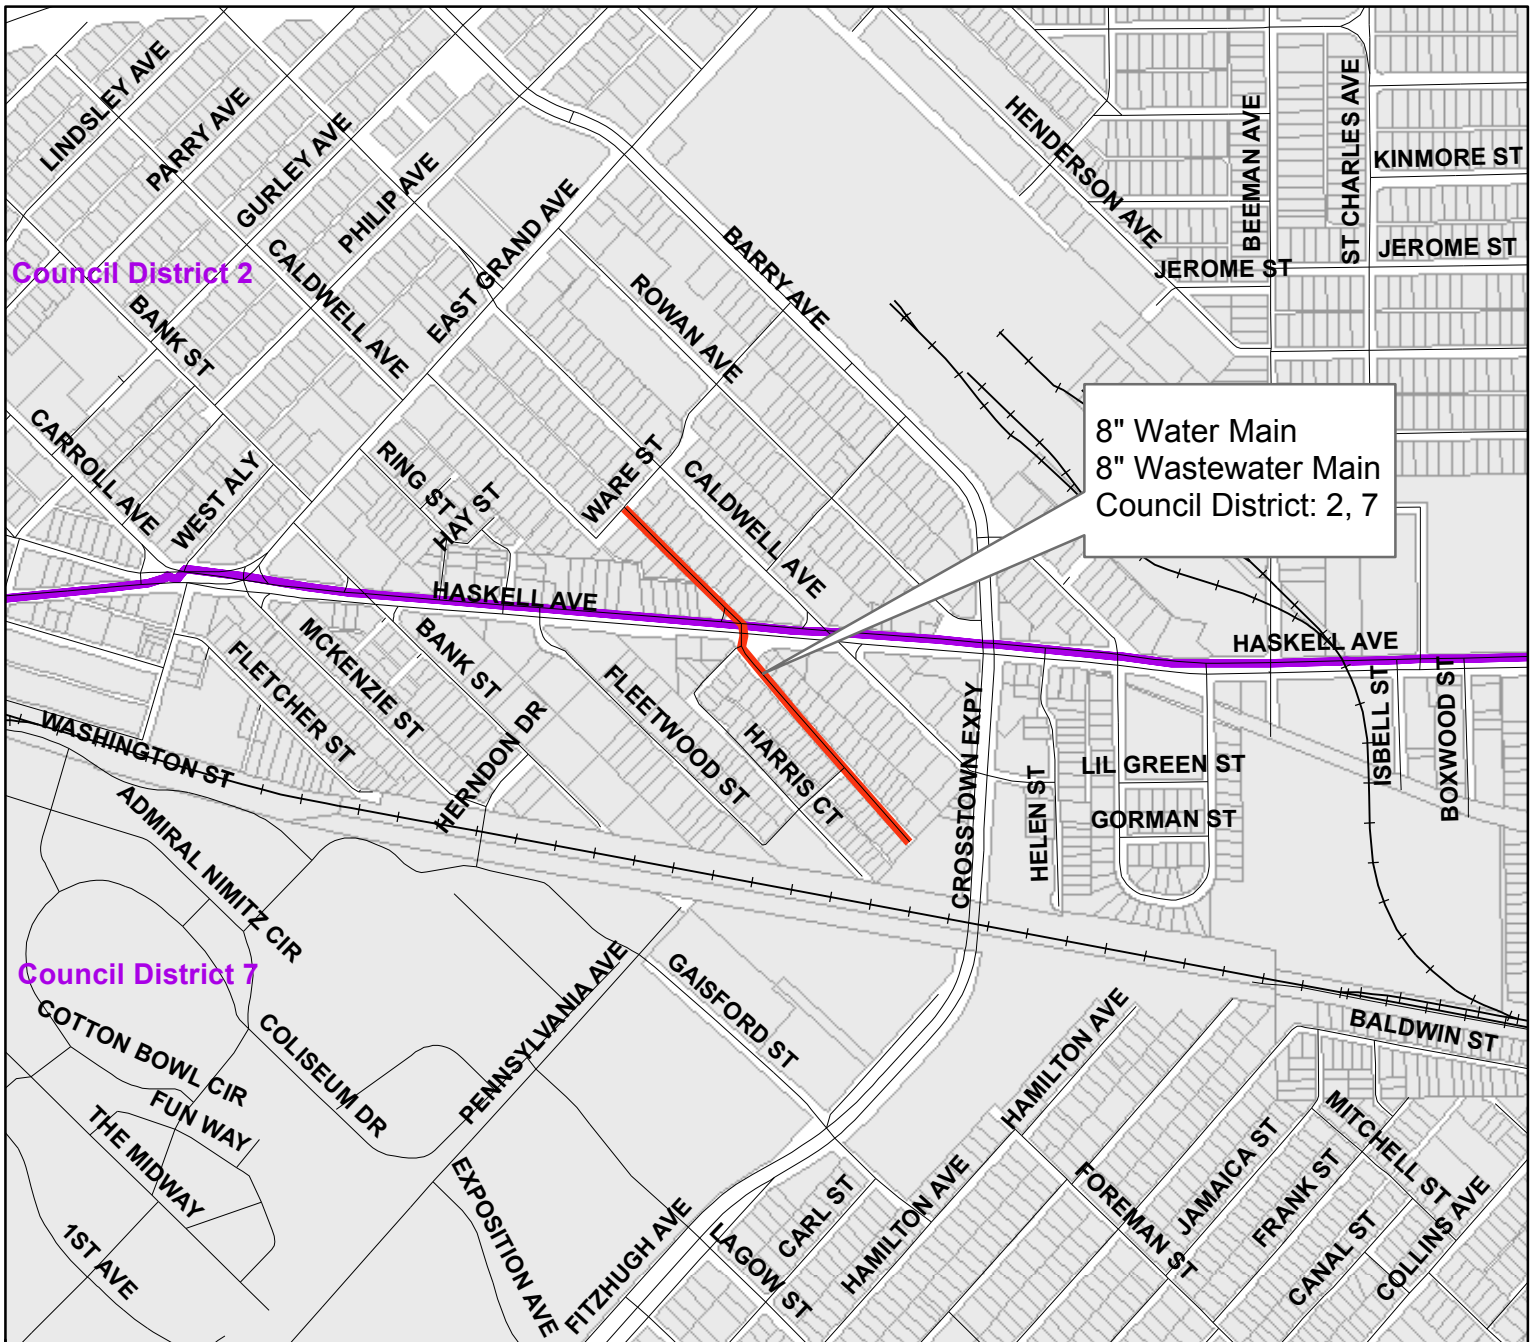 LINDSLEY AVE
PARRY AVE
GURLEY AVE
PHILIP AVE
Council District 2
CALDWELL AVE
BANK ST
EAST GRAND AVE
BARRY AVE
ROWAN AVE
HENDERSON AVE
BEEMAN AVE
ST CHARLES AVE
KINMORE ST
JEROME ST
JEROME ST
CARROLL AVE
WEST ALY
RING ST
HAY ST
WARE ST
CALDWELL AVE
8" Water Main
8" Wastewater Main
Council District: 2, 7
HASKELL AVE
HASKELL AVE
FLETCHER ST
MCKENZIE ST
BANK ST
HERNDON DR
FLEETWOOD ST
HARRIS CT
CROSSTOWN EXPY
HELEN ST
LIL GREEN ST
GORMAN ST
ISBELL ST
BOXWOOD ST
WASHINGTON ST
ADMIRAL NIMITZ CIR
Council District 7
COTTON BOWL CIR
COLISEUM DR
FUN WAY
THE MIDWAY
1ST AVE
PENNSYLVANIA AVE
EXPOSITION AVE
GAISFORD ST
FITZHUGH AVE
LAGOW ST
CARL ST
HAMILTON AVE
HAMILTON AVE
FOREMAN ST
BALDWIN ST
MITCHELL ST
JAMAICA ST
FRANK ST
CANAL ST
COLLINS AVE